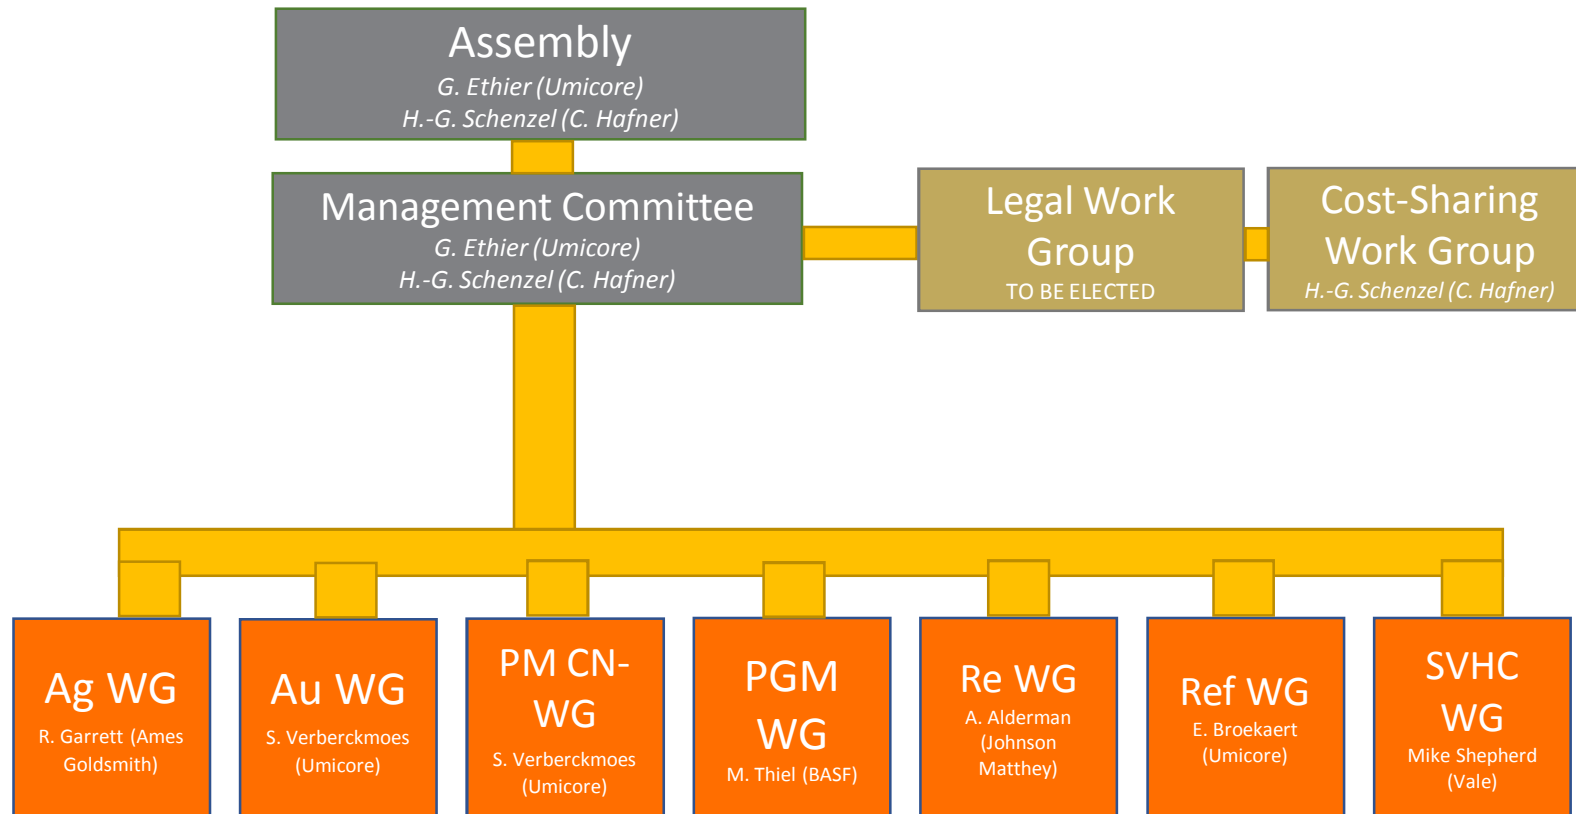 Assembly
G. Ethier (Umicore)
H.-G. Schenzel (C. Hafner)
Management Committee
G. Ethier (Umicore)
H.-G. Schenzel (C. Hafner)
Legal Work
Group
TO BE ELECTED
Cost-Sharing
Work Group
H.-G. Schenzel (C. Hafner)
Ag WG
R. Garrett (Ames
Goldsmith)
Au WG
S. Verberckmoes
(Umicore)
PM CN-
WG
S. Verberckmoes
(Umicore)
PGM
WG
M. Thiel (BASF)
Re WG
A. Alderman
(Johnson
Matthey)
Ref WG
E. Broekaert
(Umicore)
SVHC
WG
Mike Shepherd
(Vale)